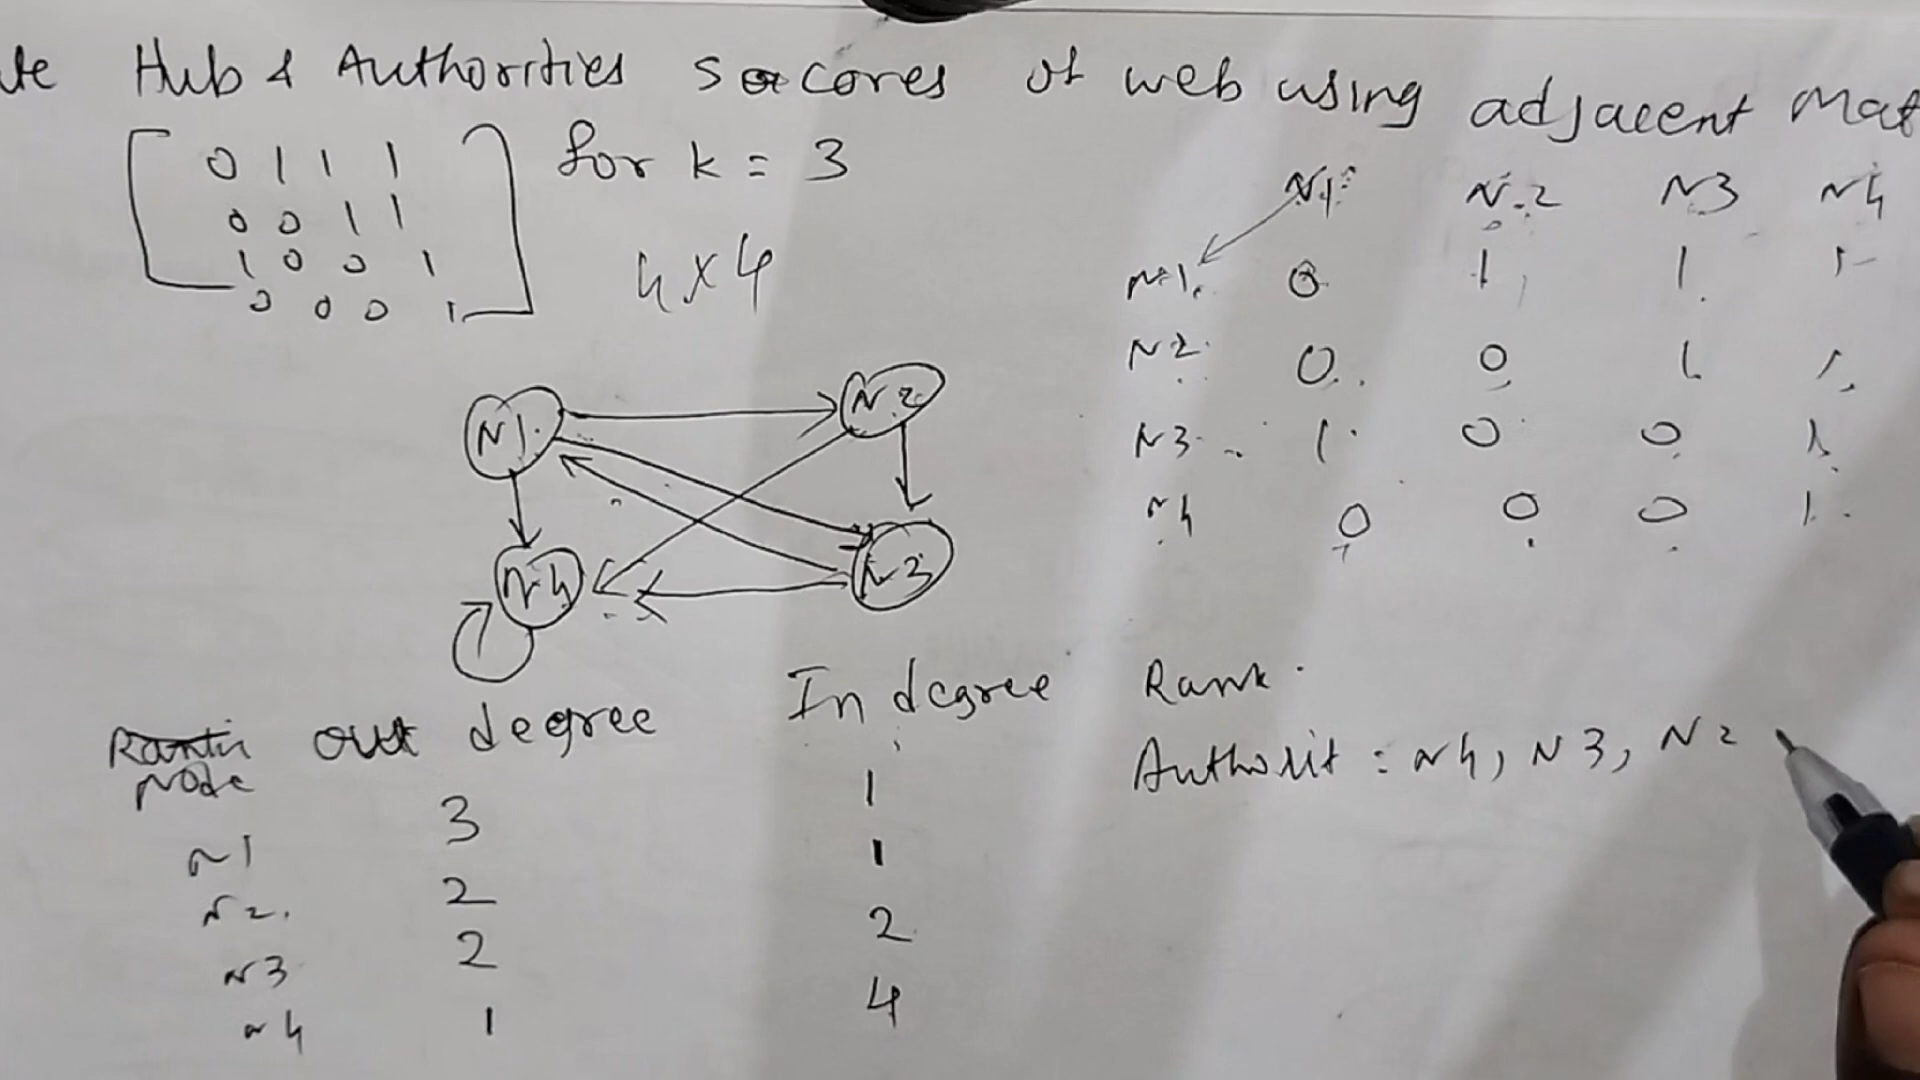 Hub & Authorities scores of web using adjacent Mat
0 1 1 1
0 0 1 1
1 0 0 1
0 0 0 1
for k = 3
4 x 4
N1 N2 N3 N4
N1 0 1 1 1
N2 0 0 1 1
N3 1 0 0 1
N4 0 0 0 1
N1 N2
N4 N3
Node out degree In degree Rank
N1 3 1
N2 2 1
N3 2 2
N4 1 4
Authorit : N4, N3, N2